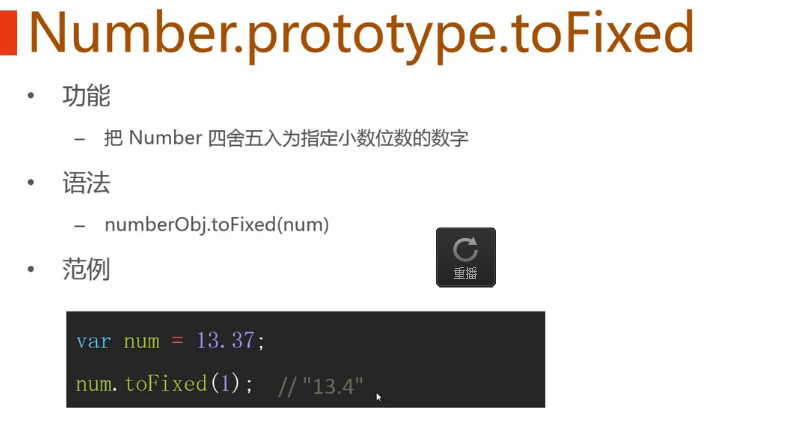 Number.prototype.toFixed
• 功能
– 把 Number 四舍五入为指定小数位数的数字
• 语法
– numberObj.toFixed(num)
重播
• 范例
var num = 13.37;
num.toFixed(1); // "13.4"